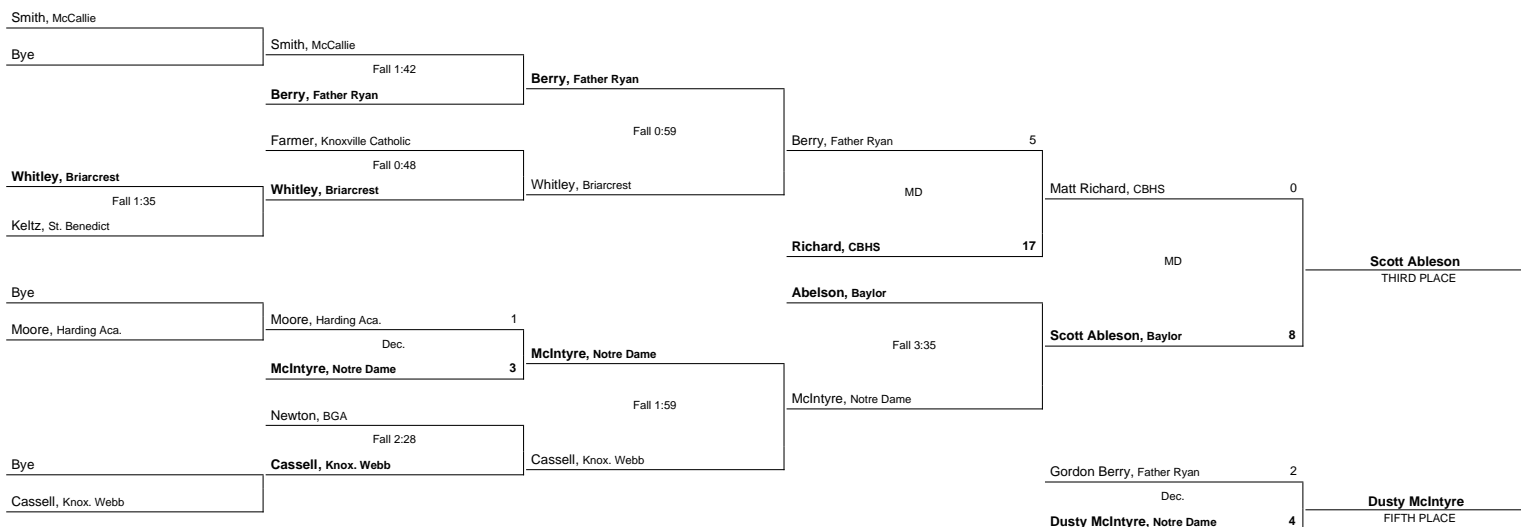 Smith, McCallie
Bye
Whitley, Briarcrest
Fall 1:35
Keltz, St. Benedict
Bye
Moore, Harding Aca.
Bye
Cassell, Knox. Webb
Smith, McCallie
Fall 1:42
Berry, Father Ryan
Farmer, Knoxville Catholic
Fall 0:48
Whitley, Briarcrest
Moore, Harding Aca. 1
Dec.
McIntyre, Notre Dame 3
Newton, BGA
Fall 2:28
Cassell, Knox. Webb
Berry, Father Ryan
Fall 0:59
Whitley, Briarcrest
McIntyre, Notre Dame
Fall 1:59
Cassell, Knox. Webb
Berry, Father Ryan 5
MD
Richard, CBHS 17
Abelson, Baylor
Fall 3:35
McIntyre, Notre Dame
Matt Richard, CBHS 0
MD
Scott Ableson, Baylor 8
Scott Ableson
THIRD PLACE
Gordon Berry, Father Ryan 2
Dec.
Dusty McIntyre, Notre Dame 4
Dusty McIntyre
FIFTH PLACE